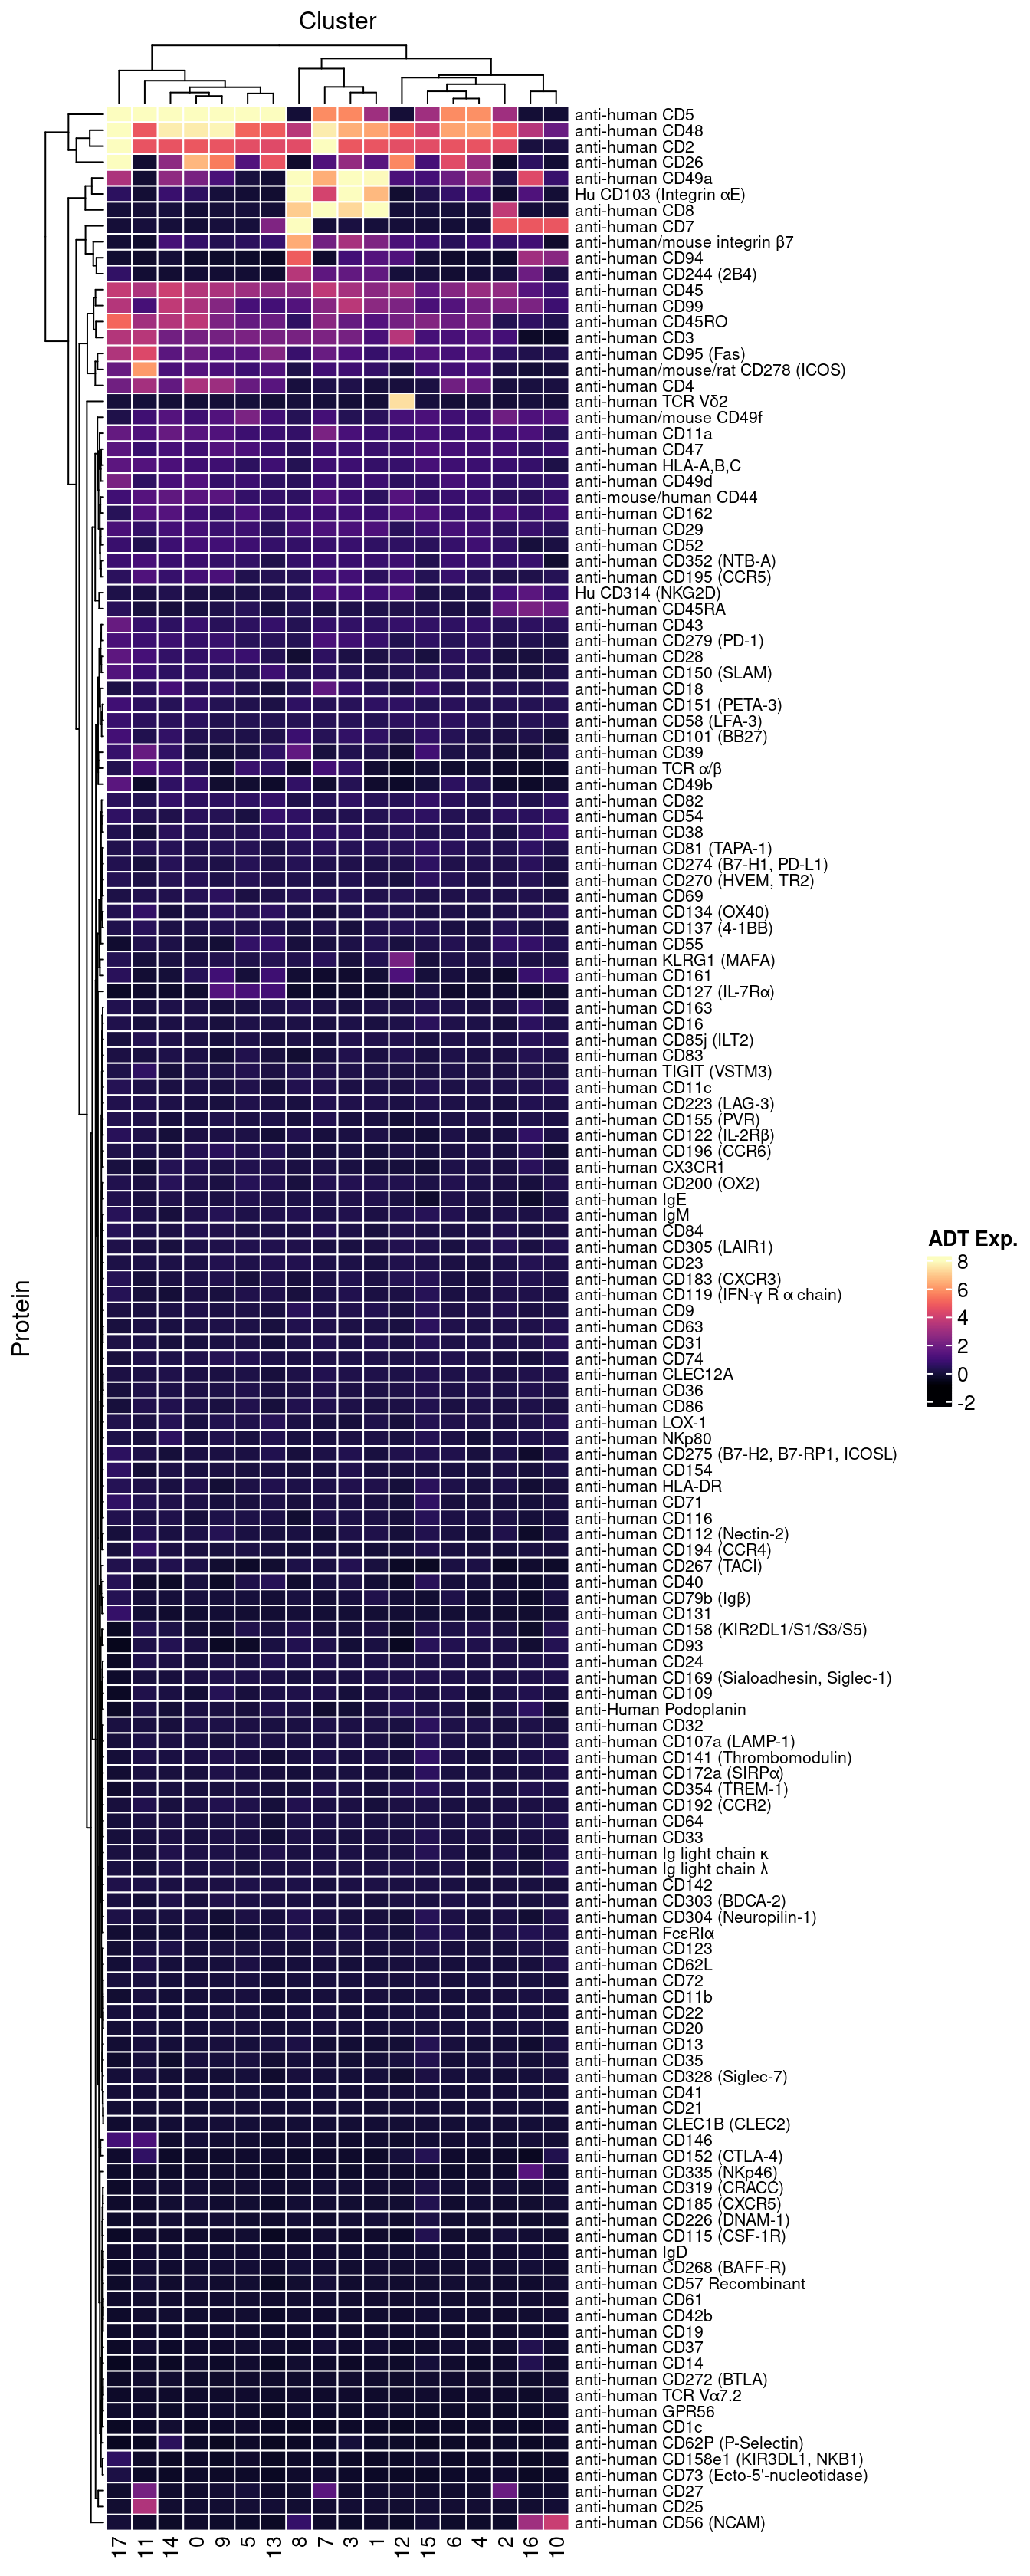 Cluster
anti-human CD5
anti-human CD48
anti-human CD2
anti-human CD26
anti-human CD49a
Hu CD103 (Integrin αE)
anti-human CD8
anti-human CD7
anti-human/mouse integrin β7
anti-human CD94
anti-human CD244 (2B4)
anti-human CD45
anti-human CD99
anti-human CD45RO
anti-human CD3
anti-human CD95 (Fas)
anti-human/mouse/rat CD278 (ICOS)
anti-human CD4
anti-human TCR Vδ2
anti-human/mouse CD49f
anti-human CD11a
anti-human CD47
anti-human HLA-A,B,C
anti-human CD49d
anti-mouse/human CD44
anti-human CD162
anti-human CD29
anti-human CD52
anti-human CD352 (NTB-A)
anti-human CD195 (CCR5)
Hu CD314 (NKG2D)
anti-human CD45RA
anti-human CD43
anti-human CD279 (PD-1)
anti-human CD28
anti-human CD150 (SLAM)
anti-human CD18
anti-human CD151 (PETA-3)
anti-human CD58 (LFA-3)
anti-human CD101 (BB27)
anti-human CD39
anti-human TCR α/β
anti-human CD49b
anti-human CD82
anti-human CD54
anti-human CD38
anti-human CD81 (TAPA-1)
anti-human CD274 (B7-H1, PD-L1)
anti-human CD270 (HVEM, TR2)
anti-human CD69
anti-human CD134 (OX40)
anti-human CD137 (4-1BB)
anti-human CD55
anti-human KLRG1 (MAFA)
anti-human CD161
anti-human CD127 (IL-7Rα)
anti-human CD163
anti-human CD16
anti-human CD85j (ILT2)
anti-human CD83
anti-human TIGIT (VSTM3)
anti-human CD11c
anti-human CD223 (LAG-3)
anti-human CD155 (PVR)
anti-human CD122 (IL-2Rβ)
anti-human CD196 (CCR6)
anti-human CX3CR1
anti-human CD200 (OX2)
anti-human IgE
anti-human IgM
anti-human CD84
anti-human CD305 (LAIR1)
anti-human CD23
anti-human CD183 (CXCR3)
anti-human CD119 (IFN-γ R α chain)
anti-human CD9
anti-human CD63
anti-human CD31
anti-human CD74
anti-human CLEC12A
anti-human CD36
anti-human CD86
anti-human LOX-1
anti-human NKp80
anti-human CD275 (B7-H2, B7-RP1, ICOSL)
anti-human CD154
anti-human HLA-DR
anti-human CD71
anti-human CD116
anti-human CD112 (Nectin-2)
anti-human CD194 (CCR4)
anti-human CD267 (TACI)
anti-human CD40
anti-human CD79b (Igβ)
anti-human CD131
anti-human CD158 (KIR2DL1/S1/S3/S5)
anti-human CD93
anti-human CD24
anti-human CD169 (Sialoadhesin, Siglec-1)
anti-human CD109
anti-Human Podoplanin
anti-human CD32
anti-human CD107a (LAMP-1)
anti-human CD141 (Thrombomodulin)
anti-human CD172a (SIRPα)
anti-human CD354 (TREM-1)
anti-human CD192 (CCR2)
anti-human CD64
anti-human CD33
anti-human Ig light chain κ
anti-human Ig light chain λ
anti-human CD142
anti-human CD303 (BDCA-2)
anti-human CD304 (Neuropilin-1)
anti-human FcεRIα
anti-human CD123
anti-human CD62L
anti-human CD72
anti-human CD11b
anti-human CD22
anti-human CD20
anti-human CD13
anti-human CD35
anti-human CD328 (Siglec-7)
anti-human CD41
anti-human CD21
anti-human CLEC1B (CLEC2)
anti-human CD146
anti-human CD152 (CTLA-4)
anti-human CD335 (NKp46)
anti-human CD319 (CRACC)
anti-human CD185 (CXCR5)
anti-human CD226 (DNAM-1)
anti-human CD115 (CSF-1R)
anti-human IgD
anti-human CD268 (BAFF-R)
anti-human CD57 Recombinant
anti-human CD61
anti-human CD42b
anti-human CD19
anti-human CD37
anti-human CD14
anti-human CD272 (BTLA)
anti-human TCR Vα7.2
anti-human GPR56
anti-human CD1c
anti-human CD62P (P-Selectin)
anti-human CD158e1 (KIR3DL1, NKB1)
anti-human CD73 (Ecto-5'-nucleotidase)
anti-human CD27
anti-human CD25
anti-human CD56 (NCAM)
17 11 14 0 9 5 13 8 7 3 1 12 15 6 4 2 16 10
Protein
ADT Exp.
8
6
4
2
0
-2